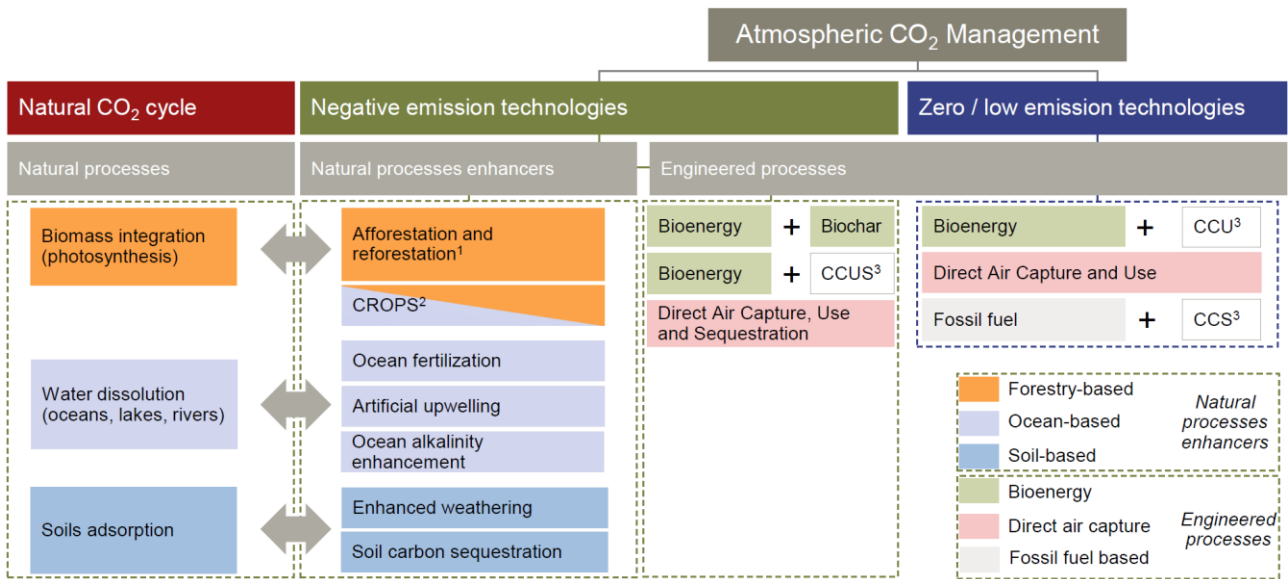 Atmospheric CO₂ Management
Natural CO₂ cycle
Negative emission technologies
Zero / low emission technologies
Natural processes
Natural processes enhancers
Engineered processes
Biomass integration
(photosynthesis)
Afforestation and
reforestation¹
CROPS²
Water dissolution
(oceans, lakes, rivers)
Ocean fertilization
Artificial upwelling
Ocean alkalinity
enhancement
Soils adsorption
Enhanced weathering
Soil carbon sequestration
Bioenergy + Biochar
Bioenergy + CCUS³
Direct Air Capture, Use
and Sequestration
Bioenergy + CCU³
Direct Air Capture and Use
Fossil fuel + CCS³
Forestry-based
Ocean-based
Soil-based
Natural
processes
enhancers
Bioenergy
Direct air capture
Fossil fuel based
Engineered
processes